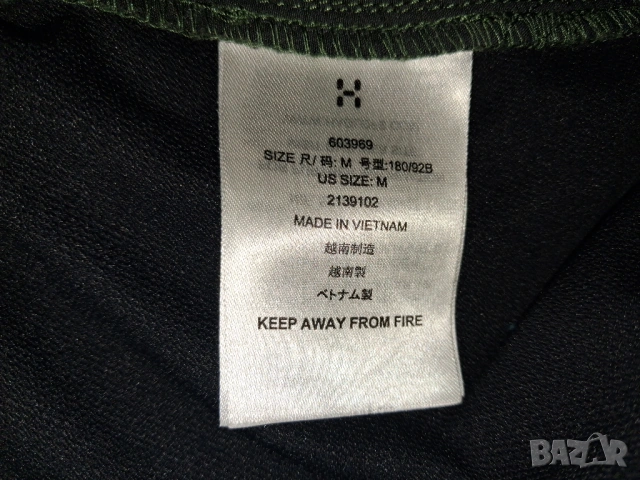 603969
SIZE 尺/ 码: M 号型:180/92B
US SIZE: M
2139102
MADE IN VIETNAM
越南制造
越南製
ベトナム製
KEEP AWAY FROM FIRE
BAZAR